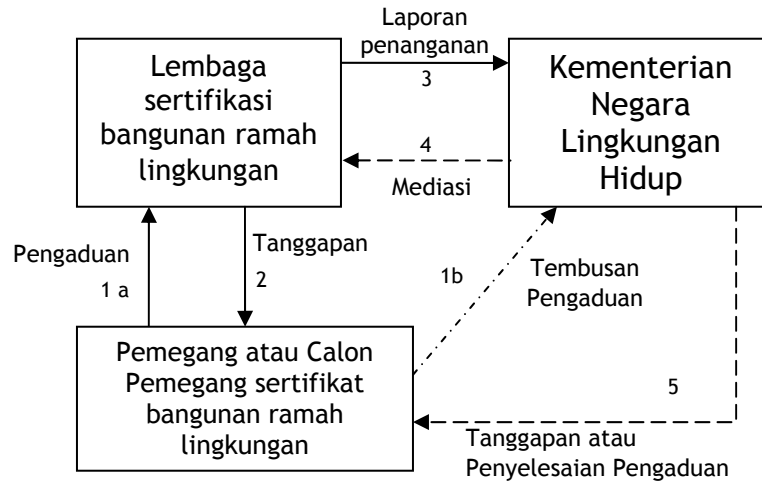 Laporan
penanganan
3
Lembaga
sertifikasi
bangunan ramah
lingkungan
Kementerian
Negara
Lingkungan
Hidup
4
Mediasi
Pengaduan
1 a
Tanggapan
2
1b
Tembusan
Pengaduan
Pemegang atau Calon
Pemegang sertifikat
bangunan ramah
lingkungan
5
Tanggapan atau
Penyelesaian Pengaduan